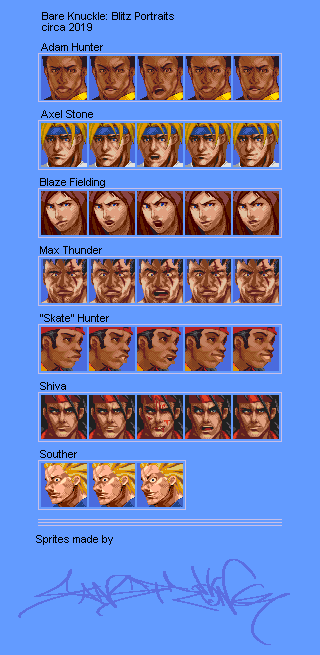 Bare Knuckle: Blitz Portraits
circa 2019
Adam Hunter
Axel Stone
Blaze Fielding
Max Thunder
"Skate" Hunter
Shiva
Souther
Sprites made by